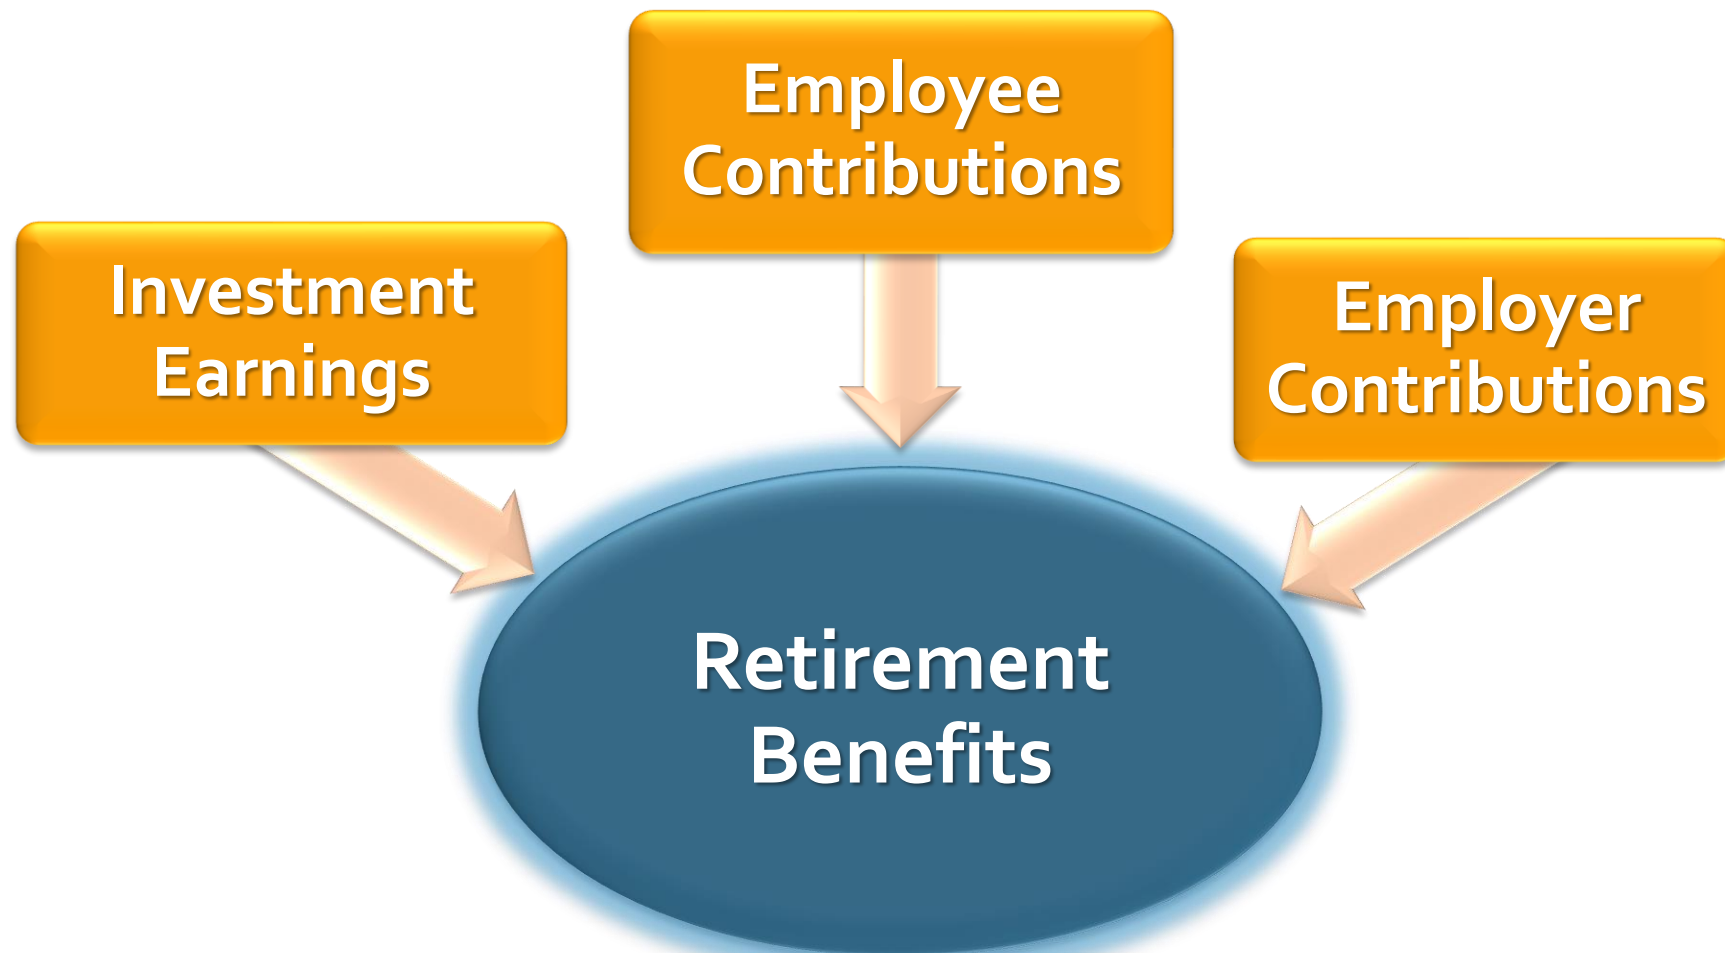 Employee
Contributions
Investment
Earnings
Employer
Contributions
Retirement
Benefits